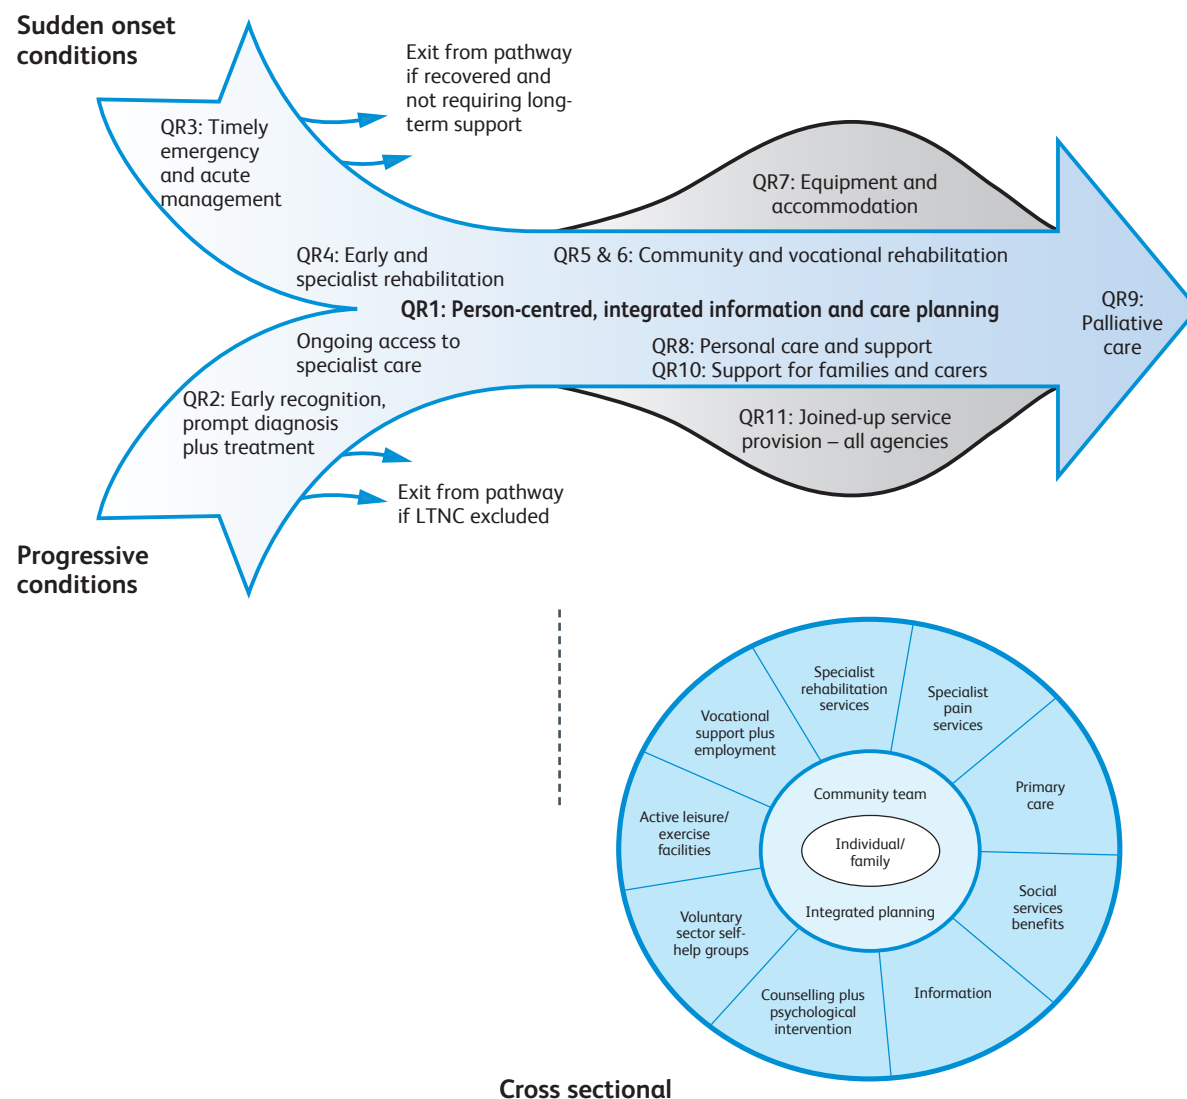 Sudden onset
conditions
Exit from pathway
if recovered and
not requiring long-
term support
QR3: Timely
emergency
and acute
management
QR7: Equipment and
accommodation
QR4: Early and
specialist rehabilitation
QR5 & 6: Community and vocational rehabilitation
QR1: Person-centred, integrated information and care planning
QR9:
Palliative
care
Ongoing access to
specialist care
QR8: Personal care and support
QR10: Support for families and carers
QR2: Early recognition,
prompt diagnosis
plus treatment
QR11: Joined-up service
provision – all agencies
Exit from pathway
if LTNC excluded
Progressive
conditions
Specialist
rehabilitation
services
Specialist
pain
services
Vocational
support plus
employment
Primary
care
Community team
Active leisure/
exercise
facilities
Individual/
family
Social
services
benefits
Integrated planning
Voluntary
sector self-
help groups
Information
Counselling plus
psychological
intervention
Cross sectional